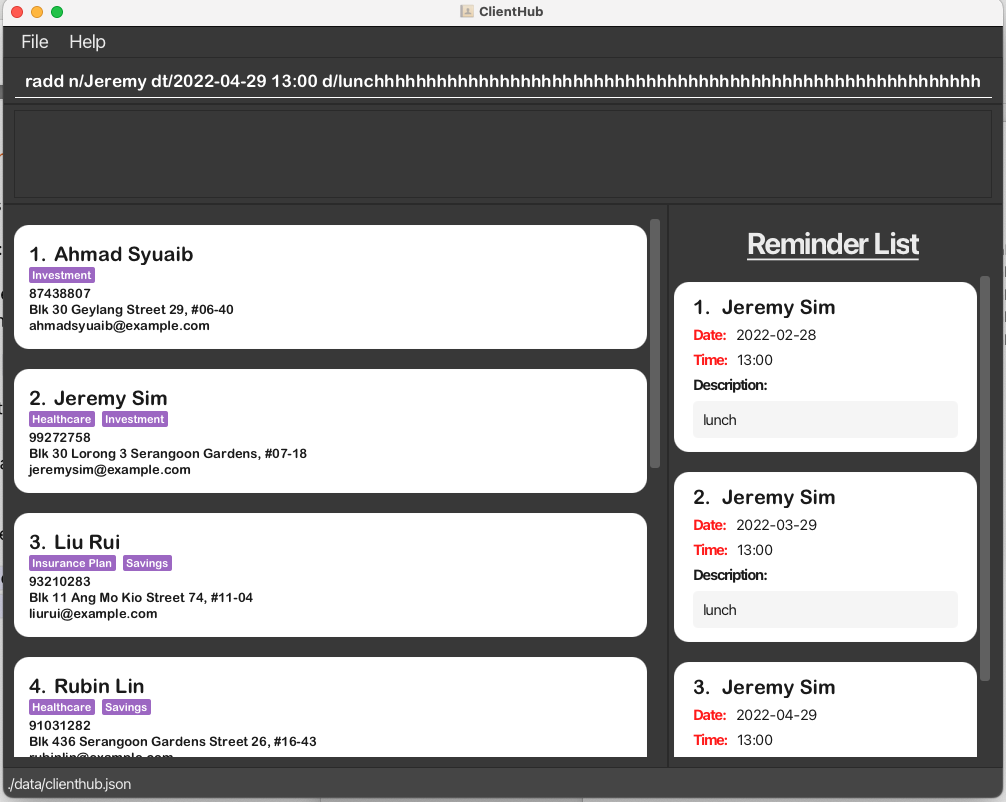 ClientHub
File Help
radd n/Jeremy dt/2022-04-29 13:00 d/lunchhhhhhhhhhhhhhhhhhhhhhhhhhhhhhhhhhhhhhhhhhhhhhhhhhhhhhhhhh
1. Ahmad Syuaib
Investment
87438807
Blk 30 Geylang Street 29, #06-40
ahmadsyuaib@example.com
2. Jeremy Sim
Healthcare Investment
99272758
Blk 30 Lorong 3 Serangoon Gardens, #07-18
jeremysim@example.com
3. Liu Rui
Insurance Plan Savings
93210283
Blk 11 Ang Mo Kio Street 74, #11-04
liurui@example.com
4. Rubin Lin
Healthcare Savings
91031282
Blk 436 Serangoon Gardens Street 26, #16-43
rubinlin@example.com
Reminder List
1. Jeremy Sim
Date: 2022-02-28
Time: 13:00
Description:
lunch
2. Jeremy Sim
Date: 2022-03-29
Time: 13:00
Description:
lunch
3. Jeremy Sim
Date: 2022-04-29
Time: 13:00
./data/clienthub.json